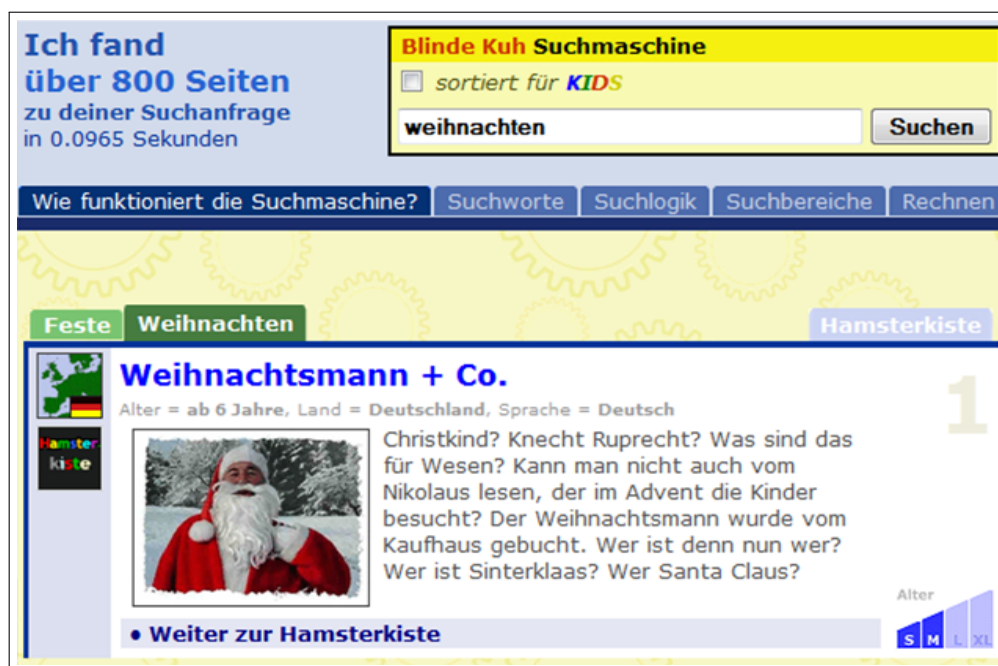 Ich fand
über 800 Seiten
zu deiner Suchanfrage
in 0.0965 Sekunden
Blinde Kuh Suchmaschine
sortiert für KIDS
weihnachten
Suchen
Wie funktioniert die Suchmaschine? Suchworte Suchlogik Suchbereiche Rechnen
Feste Weihnachten Hamsterkiste
Weihnachtsmann + Co.
1
Alter = ab 6 Jahre, Land = Deutschland, Sprache = Deutsch
Hamster
kiste
Christkind? Knecht Ruprecht? Was sind das
für Wesen? Kann man nicht auch vom
Nikolaus lesen, der im Advent die Kinder
besucht? Der Weihnachtsmann wurde vom
Kaufhaus gebucht. Wer ist denn nun wer?
Wer ist Sinterklaas? Wer Santa Claus?
Alter
S M L XL
• Weiter zur Hamsterkiste